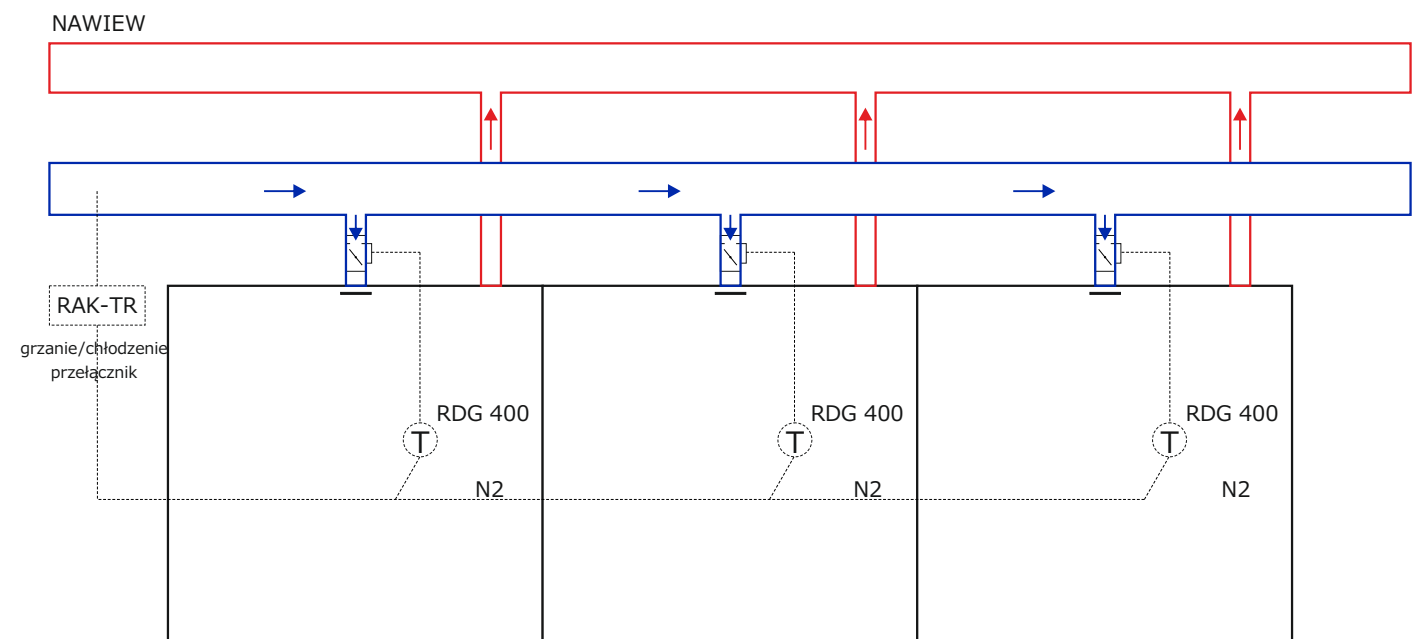 NAWIEW
RAK-TR
grzanie/chłodzenie
przełącznik
RDG 400
RDG 400
RDG 400
T
T
T
N2
N2
N2